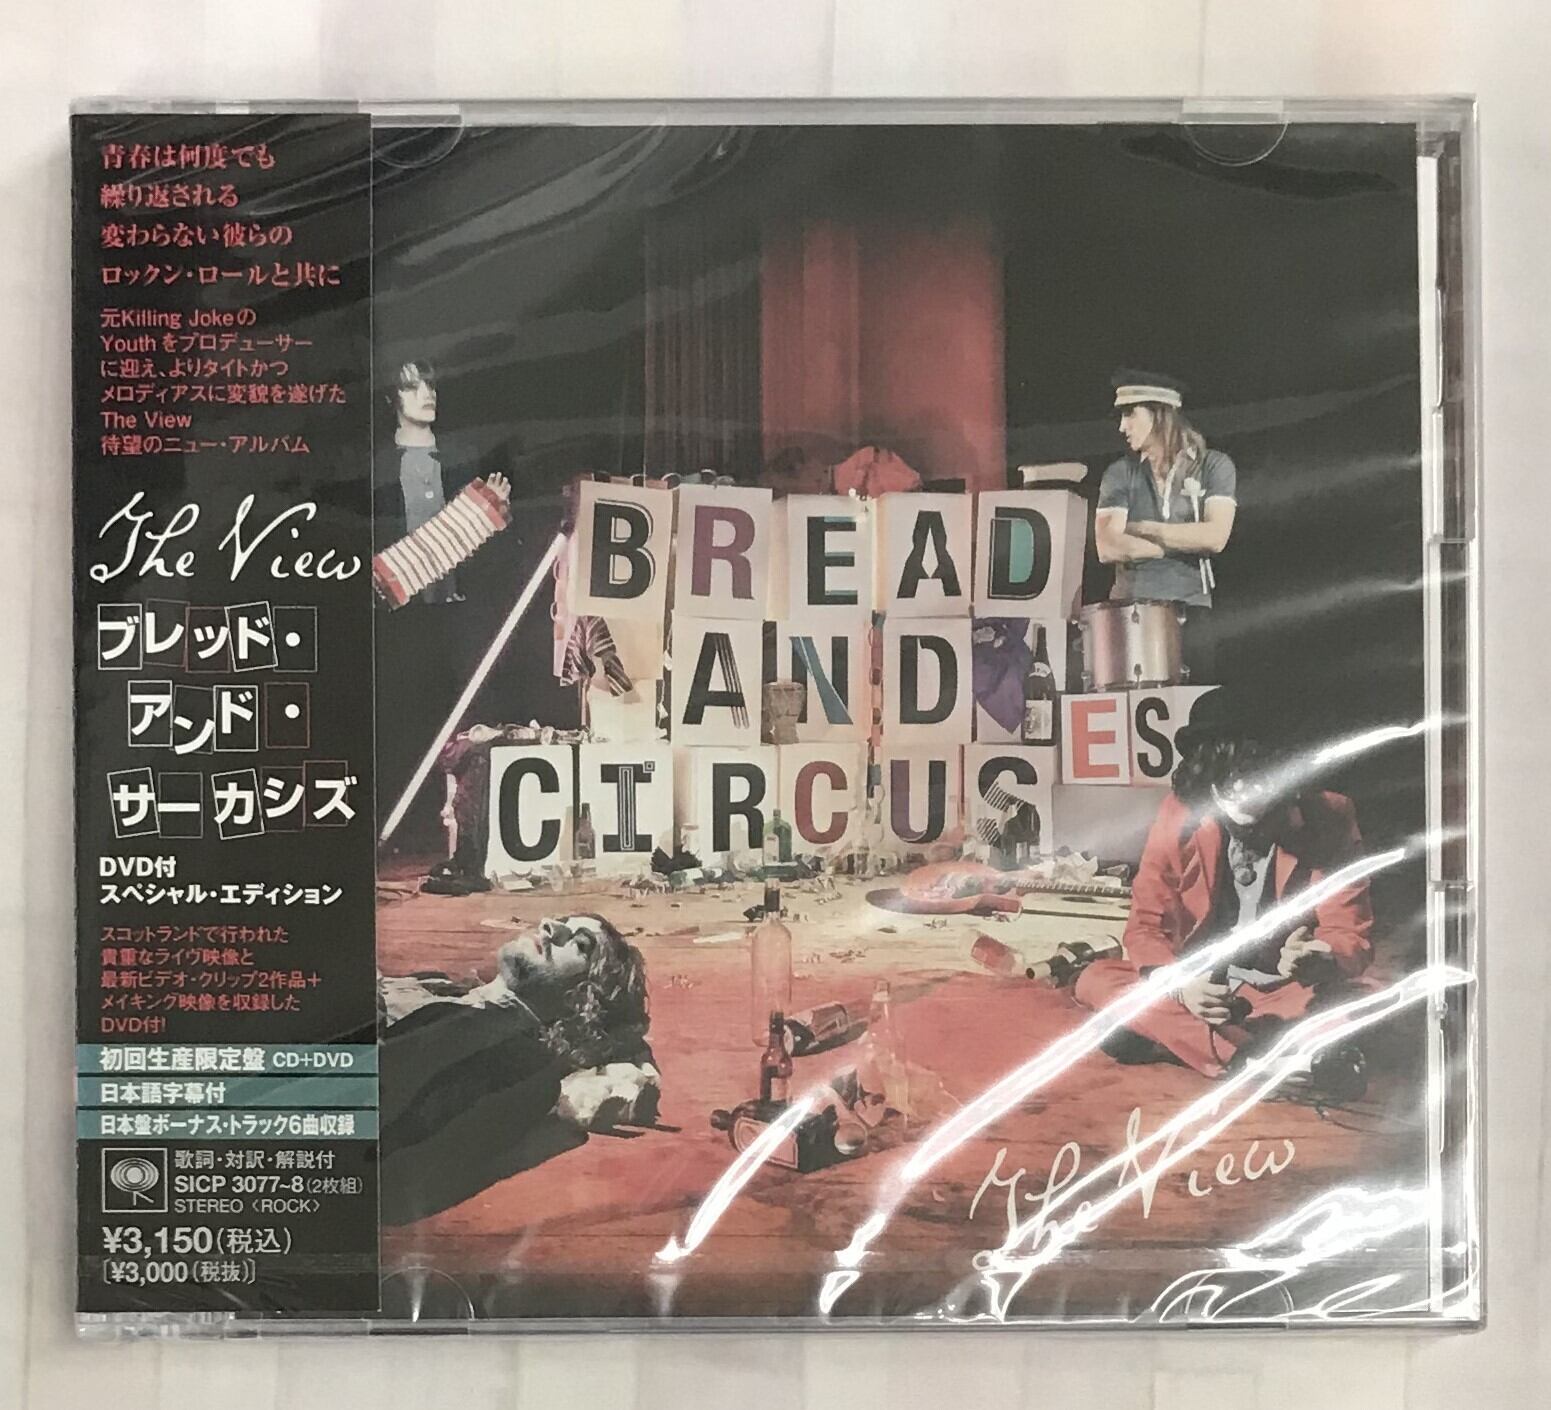 青春は何度でも
繰り返される
変わらない彼らの
ロックン・ロールと共に
元Killing Jokeの
Youthをプロデューサー
に迎え、よりタイトかつ
メロディアスに変貌を遂げた
The View
待望のニュー・アルバム
The View
ブレッド・
アンド・
サーカシズ
DVD付
スペシャル・エディション
スコットランドで行われた
貴重なライヴ映像と
最新ビデオ・クリップ2作品+
メイキング映像を収録した
DVD付!
初回生産限定盤 CD+DVD
日本語字幕付
日本盤ボーナス・トラック6曲収録
歌詞・対訳・解説付
SICP 3077~8(2枚組)
STEREO〈ROCK〉
¥3,150(税込)
[¥3,000(税抜)]
BREAD
AND
CIRCUSES
The View